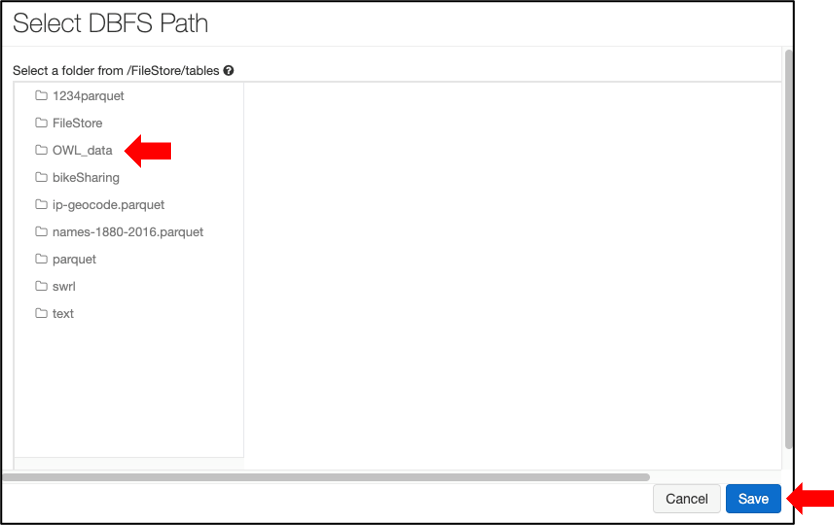 Select DBFS Path
Select a folder from /FileStore/tables ?
1234parquet
FileStore
OWL_data
bikeSharing
ip-geocode.parquet
names-1880-2016.parquet
parquet
swrl
text
Cancel Save